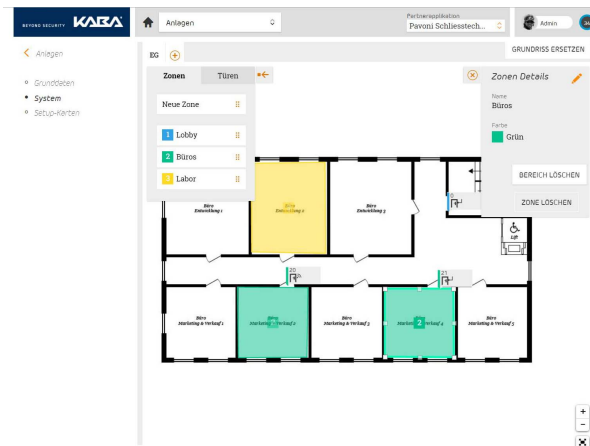 BEYOND SECURITY KABA
Anlagen
Partnerapplikation
Pavoni Schliesstech...
Admin
Anlagen
Grunddaten
System
Setup-Karten
EG
GRUNDRISS ERSETZEN
Zonen Türen
Neue Zone
1 Lobby
2 Büros
3 Labor
Zonen Details
Name
Büros
Farbe
Grün
BEREICH LÖSCHEN
ZONE LÖSCHEN
Büro
Entwicklung 1
Büro
Entwicklung 2
Büro
Entwicklung 3
Lift
20
21
Büro
Marketing & Verkauf 1
Büro
Marketing & Verkauf 2
Büro
Marketing & Verkauf 3
Büro
Marketing & Verkauf 4
2
Büro
Marketing & Verkauf 5
+
−